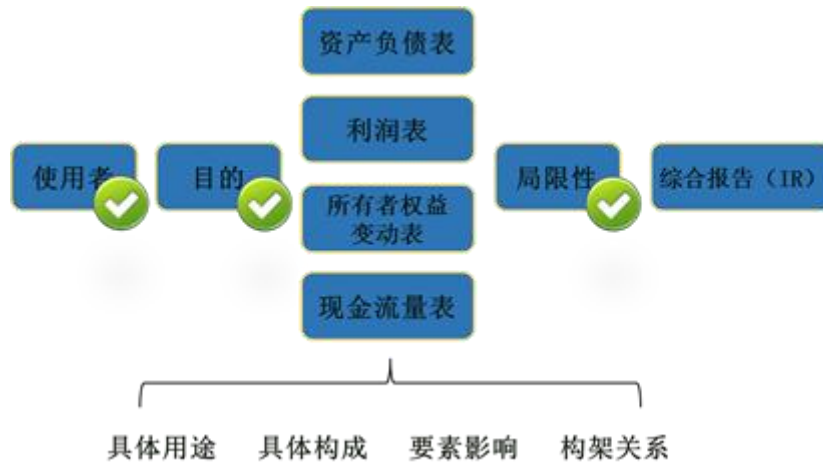 资产负债表
利润表
使用者
目的
所有者权益
变动表
现金流量表
局限性
综合报告（IR）
具体用途 具体构成 要素影响 构架关系